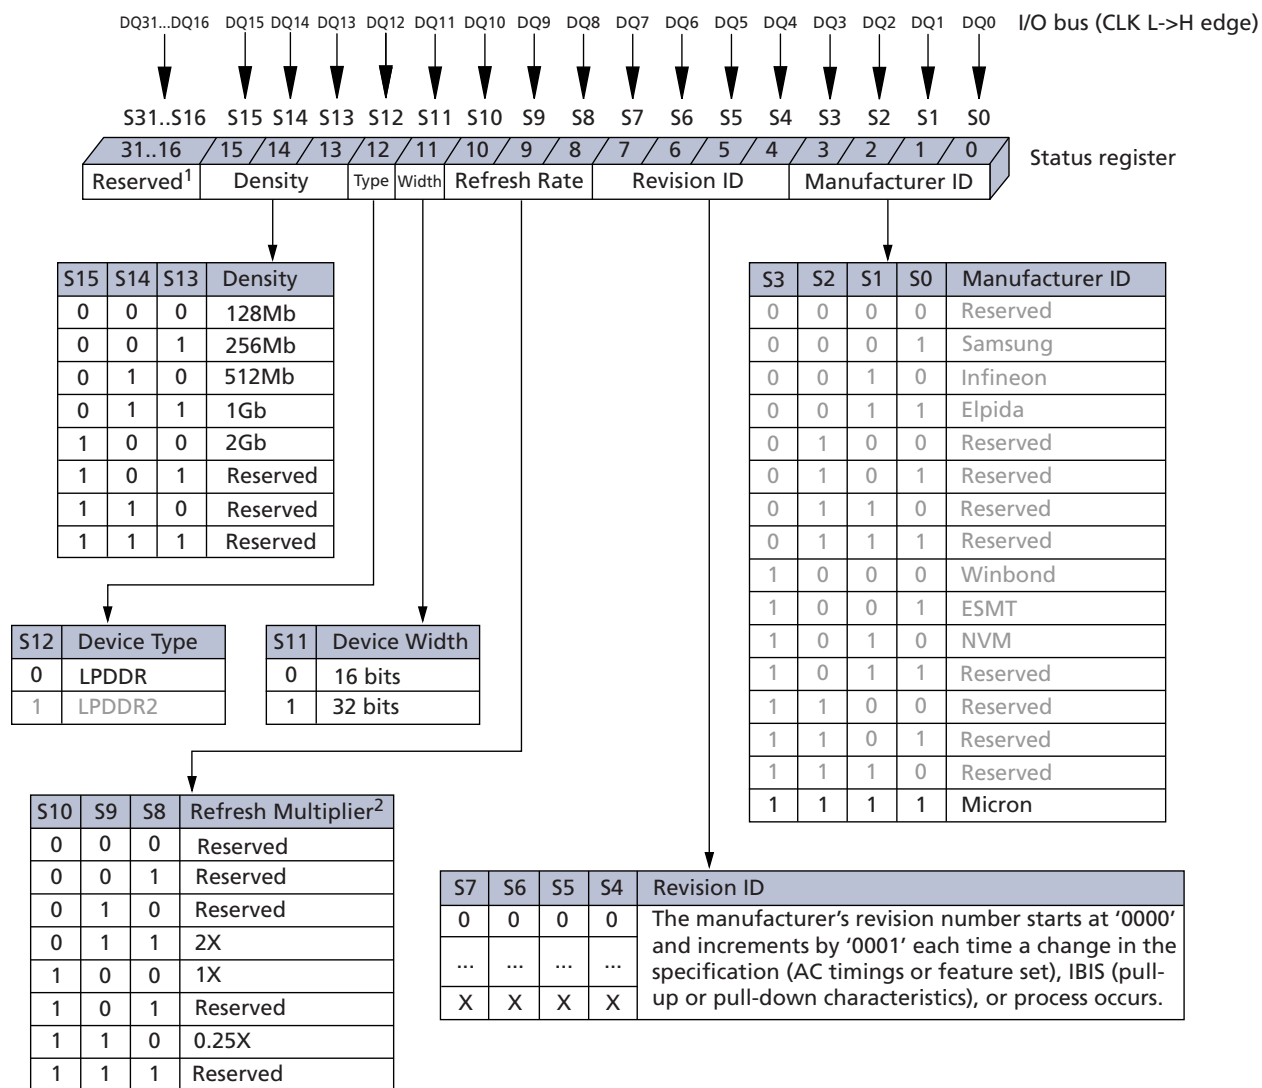 DQ31...DQ16 DQ15 DQ14 DQ13 DQ12 DQ11 DQ10 DQ9 DQ8 DQ7 DQ6 DQ5 DQ4 DQ3 DQ2 DQ1 DQ0 I/O bus (CLK L->H edge)
S31..S16 S15 S14 S13 S12 S11 S10 S9 S8 S7 S6 S5 S4 S3 S2 S1 S0
31..16 15 14 13 12 11 10 9 8 7 6 5 4 3 2 1 0 Status register
Reserved1 Density Type Width Refresh Rate Revision ID Manufacturer ID
S15 S14 S13 Density
0 0 0 128Mb
0 0 1 256Mb
0 1 0 512Mb
0 1 1 1Gb
1 0 0 2Gb
1 0 1 Reserved
1 1 0 Reserved
1 1 1 Reserved
S3 S2 S1 S0 Manufacturer ID
0 0 0 0 Reserved
0 0 0 1 Samsung
0 0 1 0 Infineon
0 0 1 1 Elpida
0 1 0 0 Reserved
0 1 0 1 Reserved
0 1 1 0 Reserved
0 1 1 1 Reserved
1 0 0 0 Winbond
1 0 0 1 ESMT
1 0 1 0 NVM
1 0 1 1 Reserved
1 1 0 0 Reserved
1 1 0 1 Reserved
1 1 1 0 Reserved
1 1 1 1 Micron
S12 Device Type
0 LPDDR
1 LPDDR2
S11 Device Width
0 16 bits
1 32 bits
S10 S9 S8 Refresh Multiplier2
0 0 0 Reserved
0 0 1 Reserved
0 1 0 Reserved
0 1 1 2X
1 0 0 1X
1 0 1 Reserved
1 1 0 0.25X
1 1 1 Reserved
S7 S6 S5 S4 Revision ID
0 0 0 0 The manufacturer's revision number starts at '0000'
and increments by '0001' each time a change in the
... ... ... ... specification (AC timings or feature set), IBIS (pull-
X X X X up or pull-down characteristics), or process occurs.